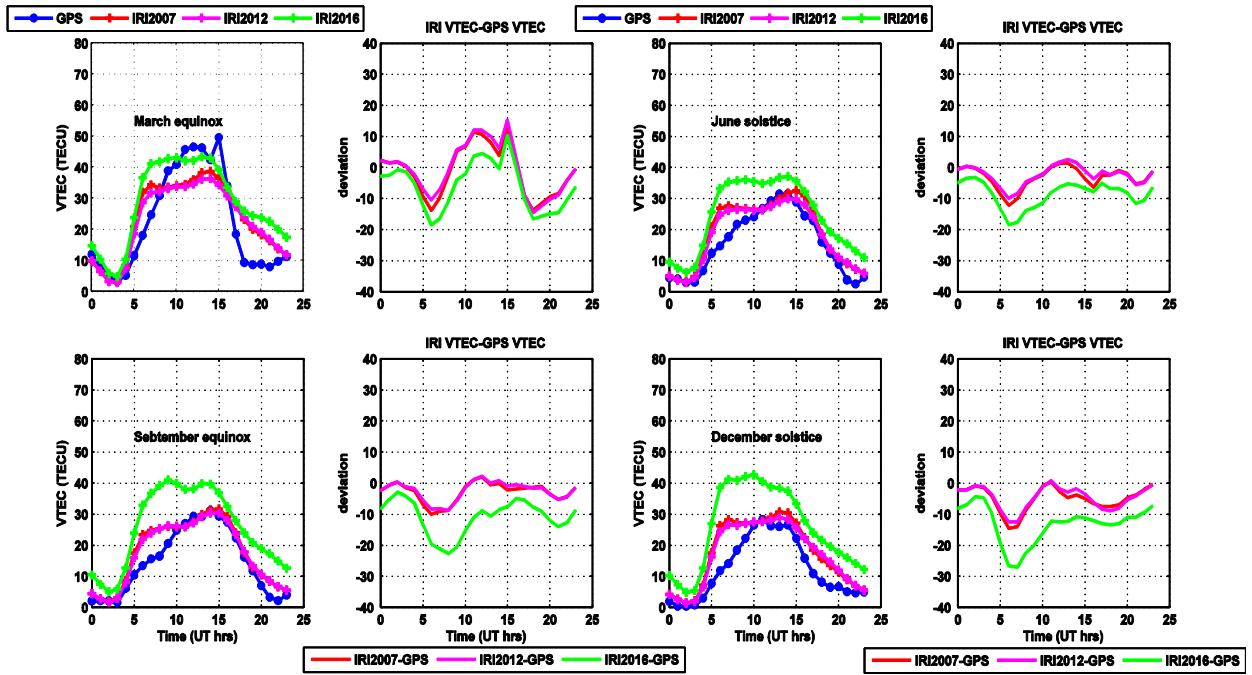 GPS IRI2007 IRI2012 IRI2016
GPS IRI2007 IRI2012 IRI2016
IRI VTEC-GPS VTEC
IRI VTEC-GPS VTEC
VTEC (TECU)
80
70
60
50
40
30
20
10
0
March equinox
0 5 10 15 20 25
deviation
40
30
20
10
0
-10
-20
-30
-40
0 5 10 15 20 25
VTEC (TECU)
80
70
60
50
40
30
20
10
0
June solstice
0 5 10 15 20 25
deviation
40
30
20
10
0
-10
-20
-30
-40
0 5 10 15 20 25
IRI VTEC-GPS VTEC
IRI VTEC-GPS VTEC
VTEC (TECU)
80
70
60
50
40
30
20
10
0
Sebtember equinox
0 5 10 15 20 25
Time (UT hrs)
deviation
40
30
20
10
0
-10
-20
-30
-40
0 5 10 15 20 25
Time (UT hrs)
VTEC (TECU)
80
70
60
50
40
30
20
10
0
December solstice
0 5 10 15 20 25
Time (UT hrs)
deviation
40
30
20
10
0
-10
-20
-30
-40
0 5 10 15 20 25
Time (UT hrs)
IRI2007-GPS IRI2012-GPS IRI2016-GPS
IRI2007-GPS IRI2012-GPS IRI2016-GPS